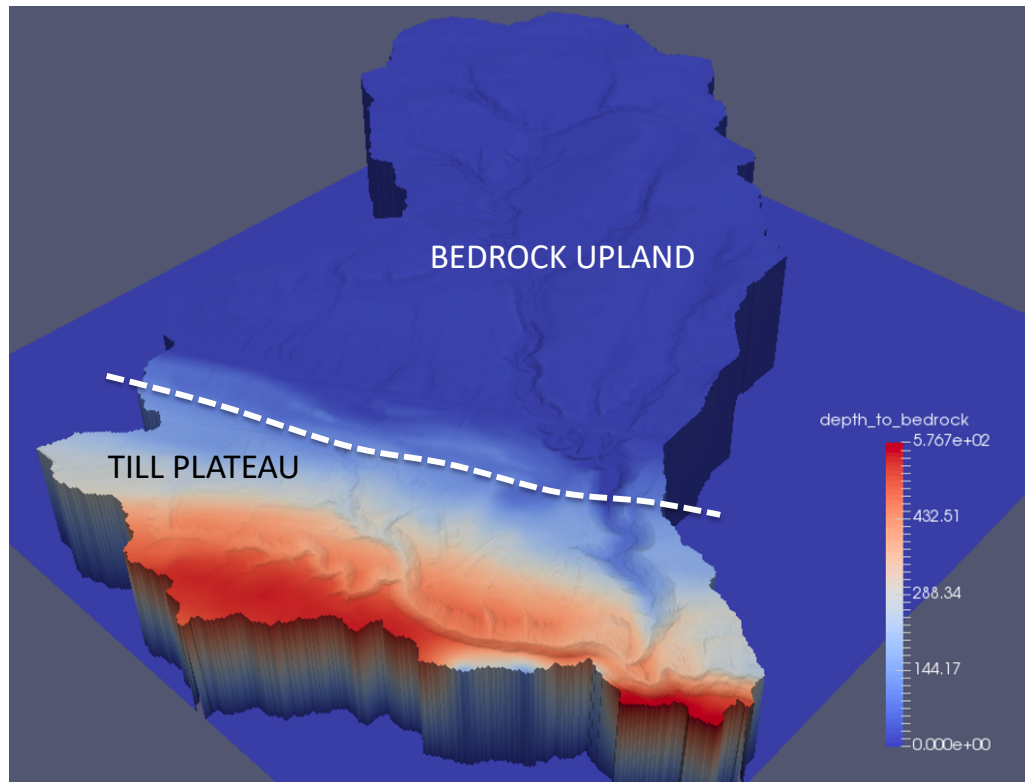 BEDROCK UPLAND
TILL PLATEAU
depth_to_bedrock
5.767e+02
432.51
288.34
144.17
0.000e+00